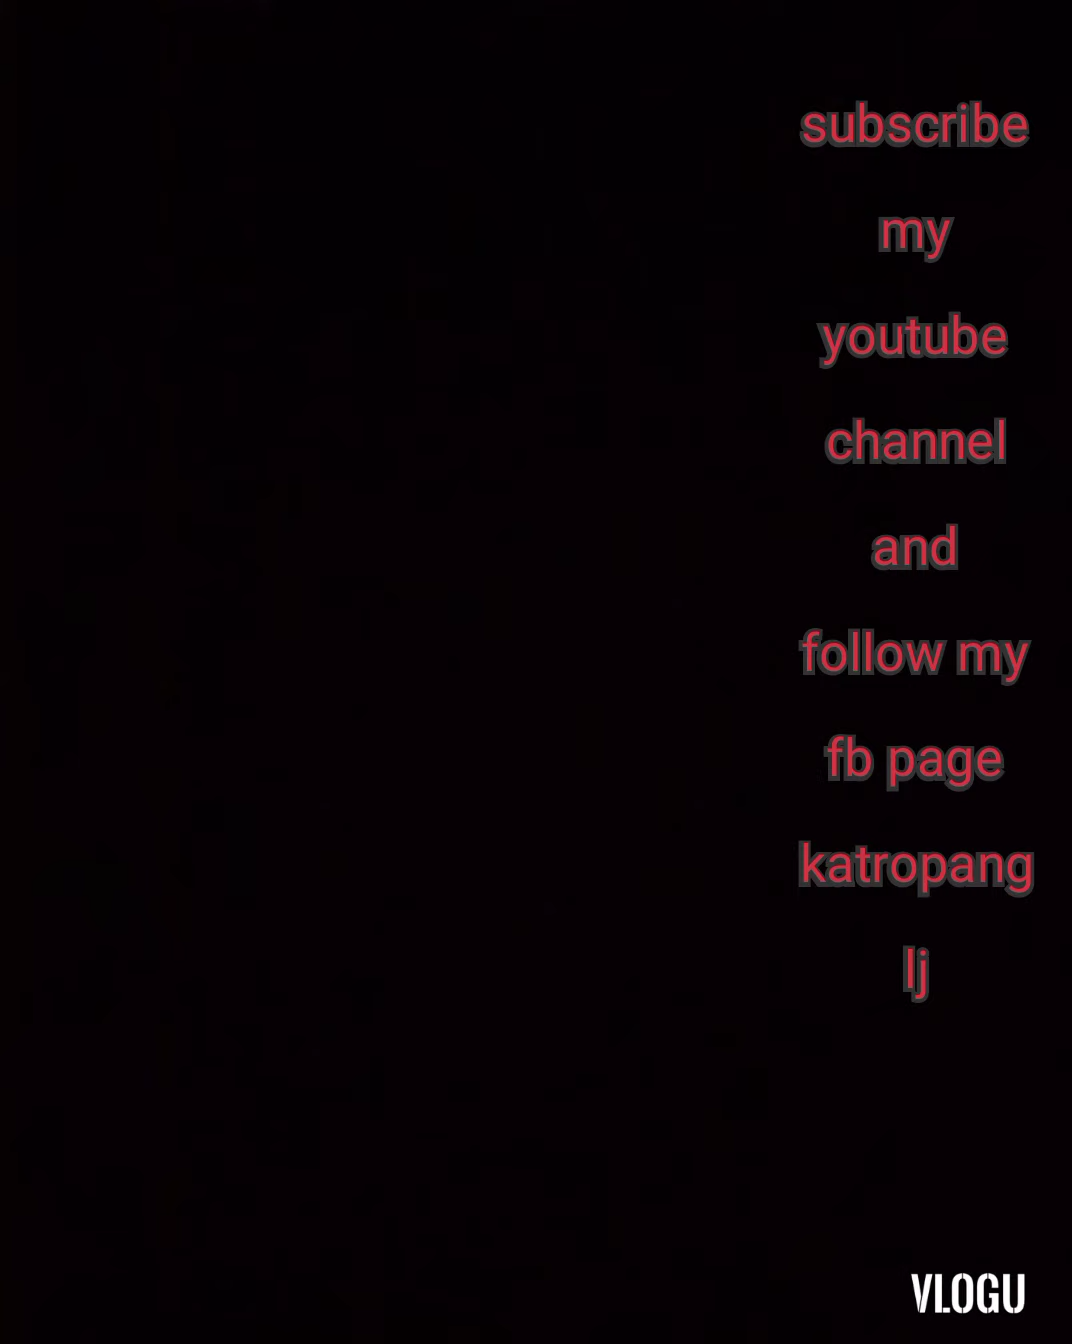 subscribe
my
youtube
channel
and
follow my
fb page
katropang
lj
VLOGU